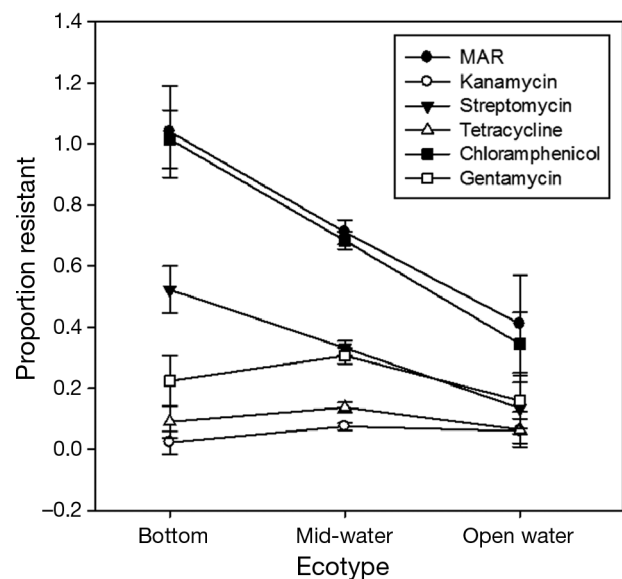 1.4
1.2
1.0
0.8
0.6
0.4
0.2
0.0
−0.2
Proportion resistant
MAR
Kanamycin
Streptomycin
Tetracycline
Chloramphenicol
Gentamycin
Bottom
Mid-water
Open water
Ecotype